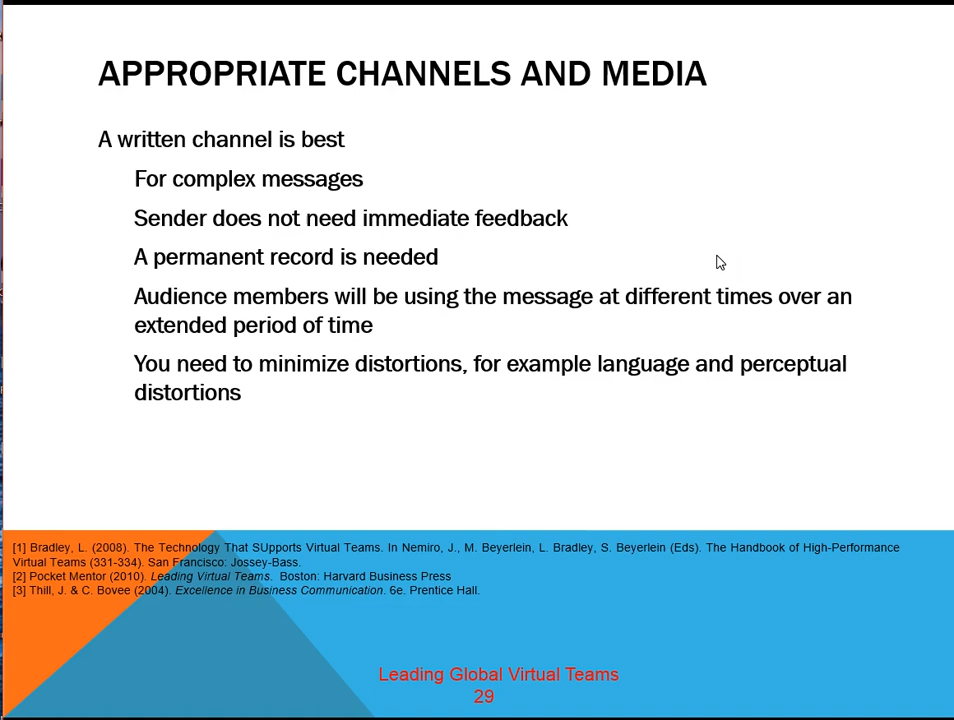 APPROPRIATE CHANNELS AND MEDIA
A written channel is best
For complex messages
Sender does not need immediate feedback
A permanent record is needed
Audience members will be using the message at different times over an
extended period of time
You need to minimize distortions, for example language and perceptual
distortions
[1] Bradley, L. (2008). The Technology That SUpports Virtual Teams. In Nemiro, J., M. Beyerlein, L. Bradley, S. Beyerlein (Eds). The Handbook of High-Performance
Virtual Teams (331-334). San Francisco: Jossey-Bass.
[2] Pocket Mentor (2010). Leading Virtual Teams. Boston: Harvard Business Press
[3] Thill, J. & C. Bovee (2004). Excellence in Business Communication. 6e. Prentice Hall.
Leading Global Virtual Teams
29